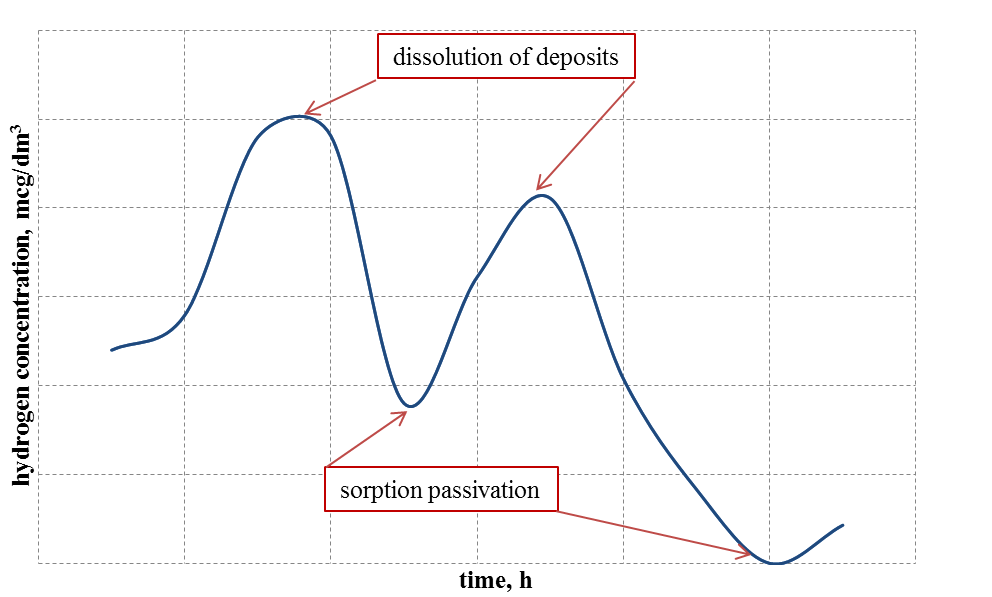 dissolution of deposits
hydrogen concentration, mcg/dm³
sorption passivation
time, h